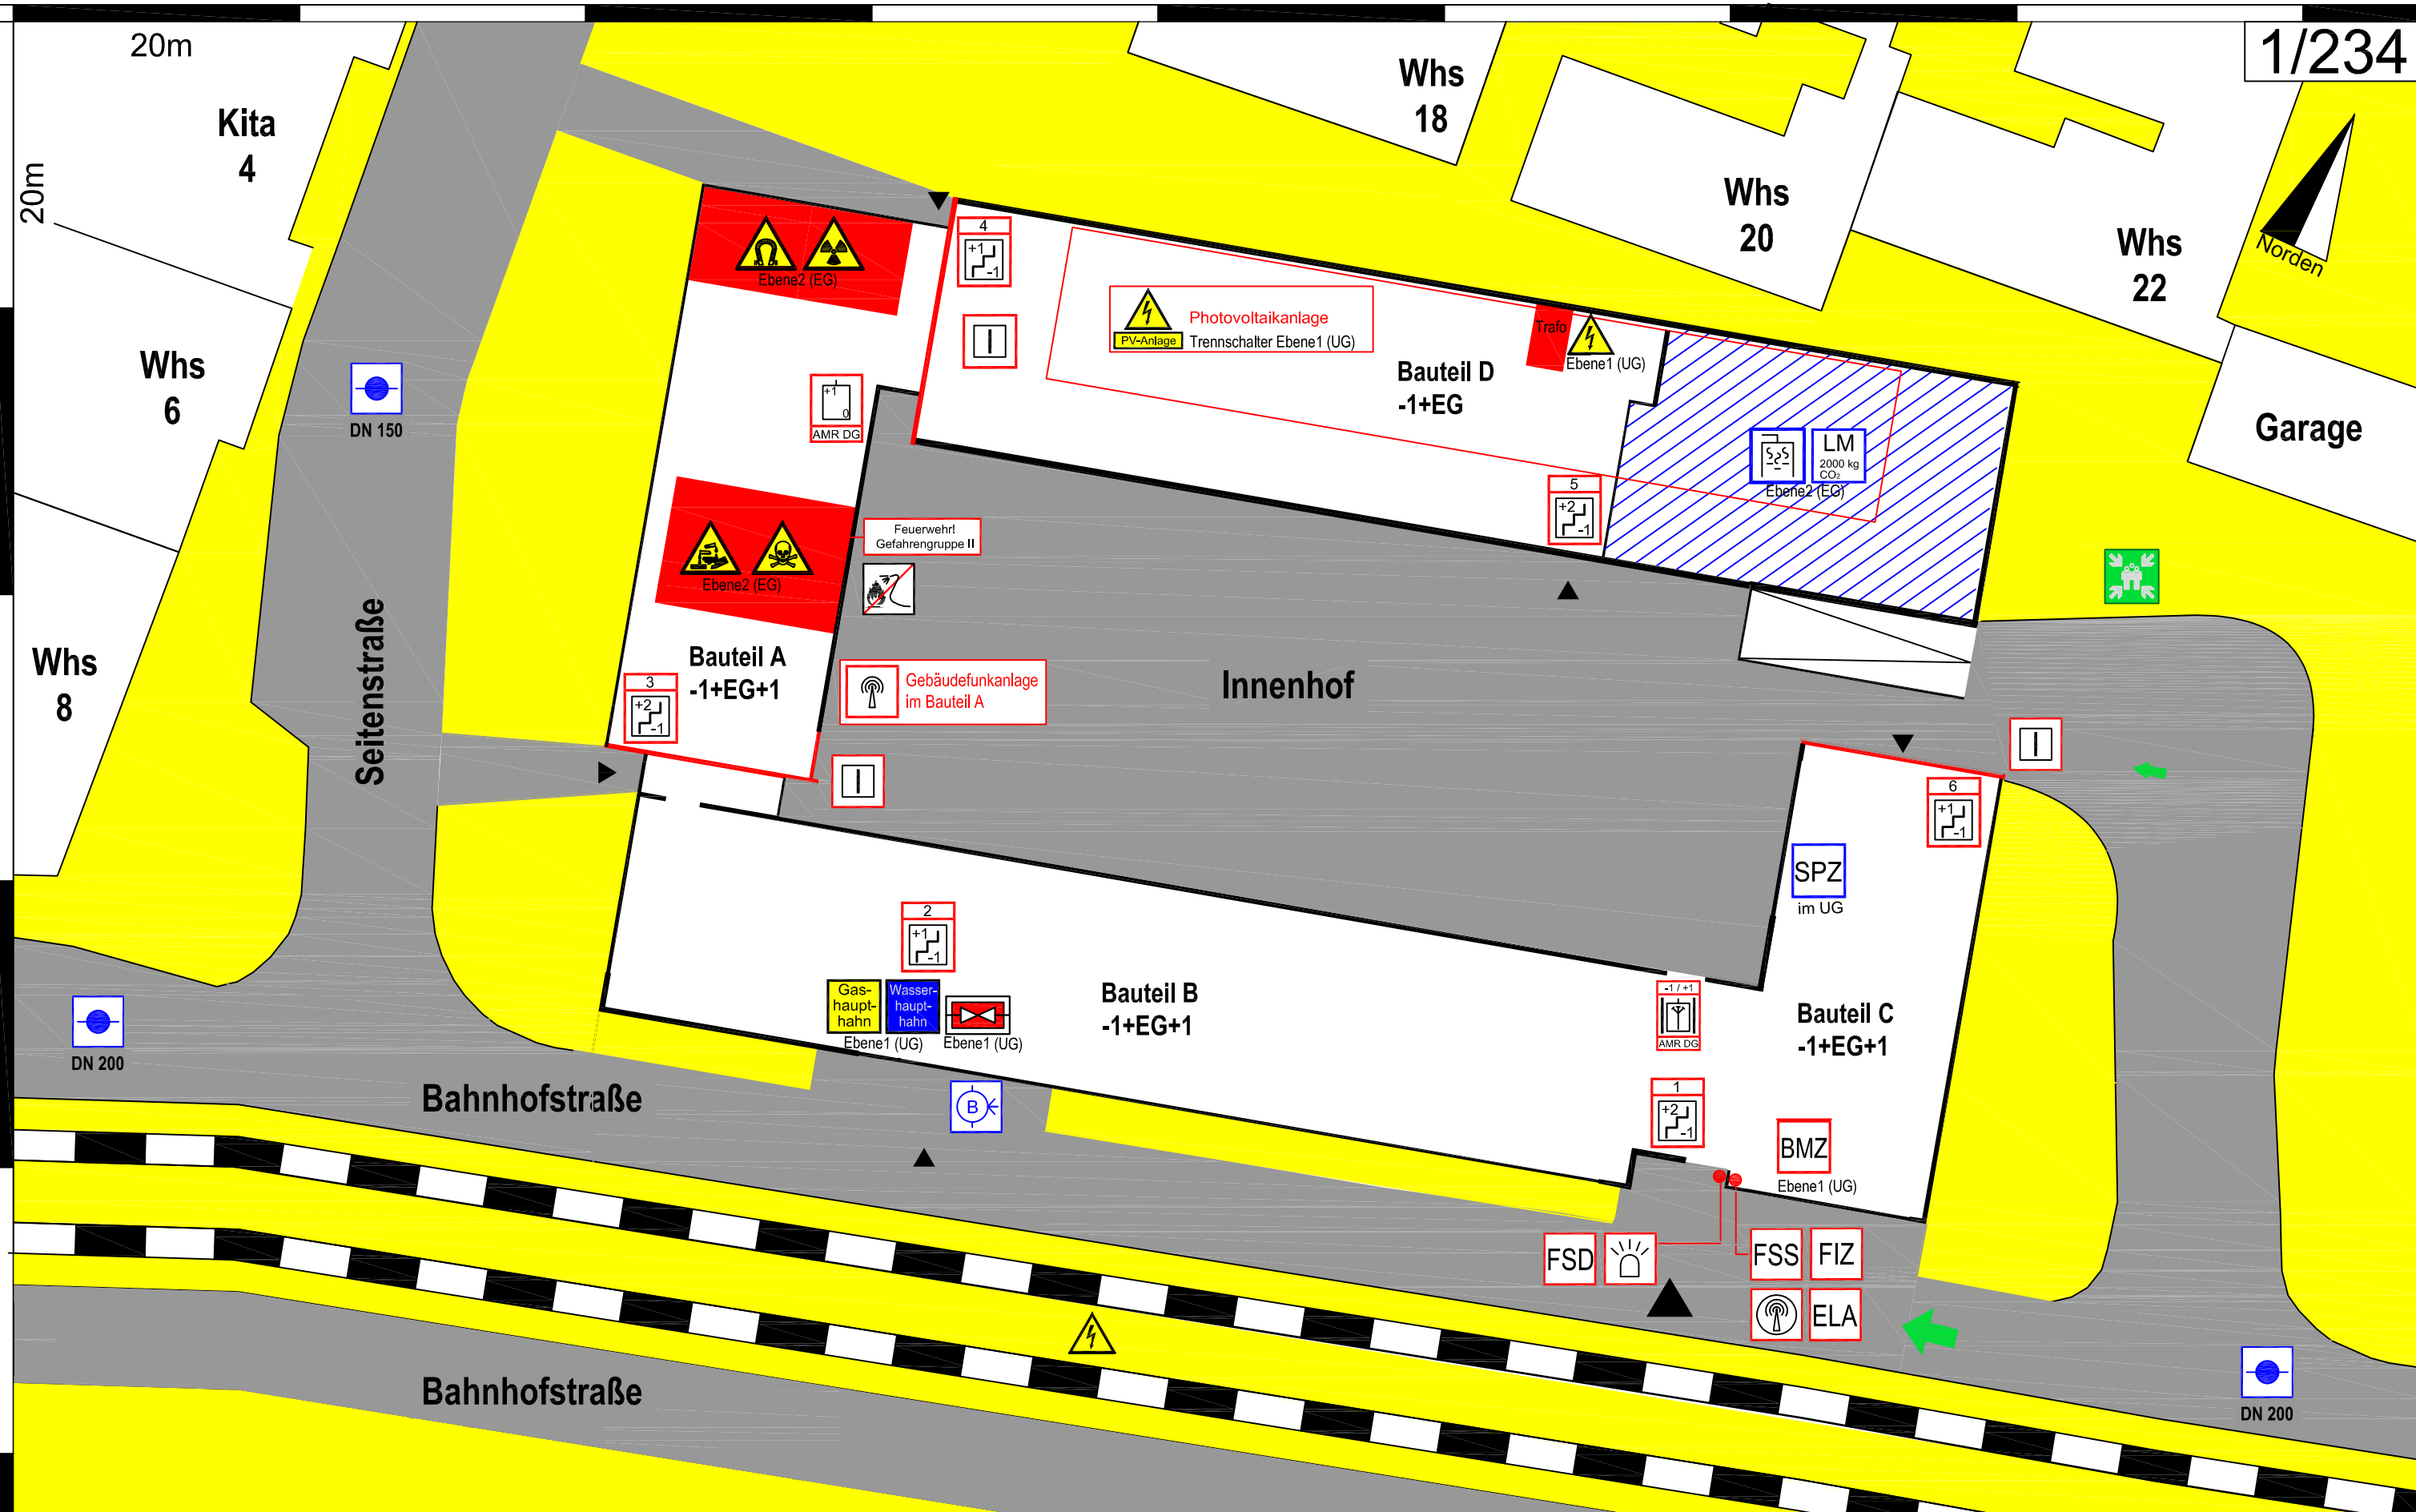 20m
1/234
20m
Kita
4
Whs
18
Whs
20
Whs
22
Norden
Whs
6
Whs
8
Garage
DN 150
Seitenstraße
Ebene2 (EG)
4
+1
-1
PV-Anlage
Photovoltaikanlage
Trennschalter Ebene1 (UG)
Trafo
Ebene1 (UG)
Bauteil D
-1+EG
+1
0
AMR DG
LM
2000 kg
CO₂
Ebene2 (EG)
5
+2
-1
Feuerwehr!
Gefahrengruppe II
Ebene2 (EG)
Bauteil A
-1+EG+1
3
+2
-1
Gebäudefunkanlage
im Bauteil A
Innenhof
6
+1
-1
SPZ
im UG
2
+1
-1
Gas-
haupt-
hahn
Wasser-
haupt-
hahn
Ebene1 (UG)
Ebene1 (UG)
Bauteil B
-1+EG+1
-1 / +1
AMR DG
Bauteil C
-1+EG+1
1
+2
-1
BMZ
Ebene1 (UG)
DN 200
Bahnhofstraße
B
FSD
FSS
FIZ
ELA
Bahnhofstraße
DN 200